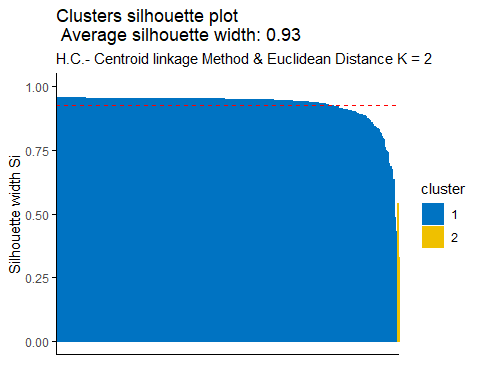 Clusters silhouette plot
Average silhouette width: 0.93
H.C.- Centroid linkage Method & Euclidean Distance K = 2
1.00
0.75
0.50
0.25
0.00
Silhouette width Si
cluster
1
2